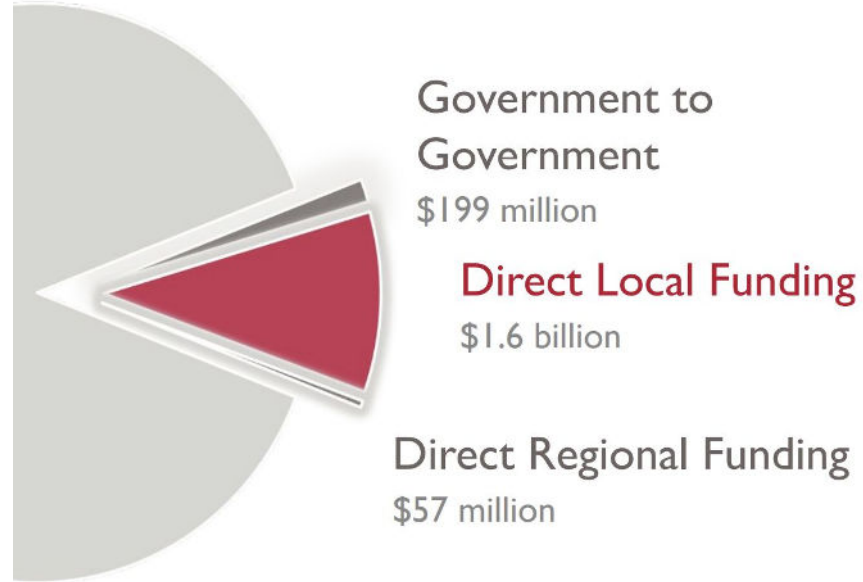 Government to
Government
$199 million
Direct Local Funding
$1.6 billion
Direct Regional Funding
$57 million